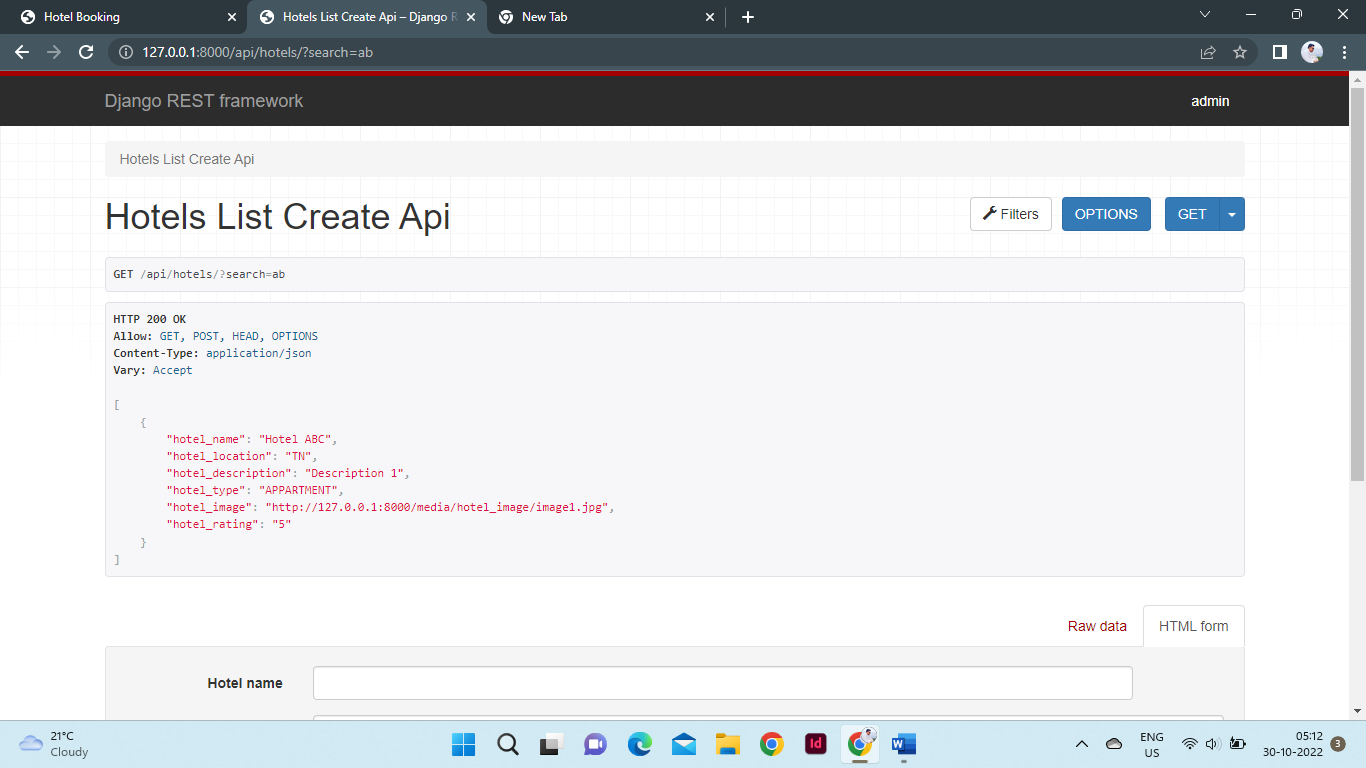 Hotel Booking
Hotels List Create Api – Django R
New Tab
127.0.0.1:8000/api/hotels/?search=ab
Django REST framework
admin
Hotels List Create Api
Hotels List Create Api
Filters
OPTIONS
GET
GET /api/hotels/?search=ab
HTTP 200 OK
Allow: GET, POST, HEAD, OPTIONS
Content-Type: application/json
Vary: Accept
[
    {
        "hotel_name": "Hotel ABC",
        "hotel_location": "TN",
        "hotel_description": "Description 1",
        "hotel_type": "APPARTMENT",
        "hotel_image": "http://127.0.0.1:8000/media/hotel_image/image1.jpg",
        "hotel_rating": "5"
    }
]
Raw data
HTML form
Hotel name
21°C
Cloudy
Id
W
ENG
US
05:12
30-10-2022
3